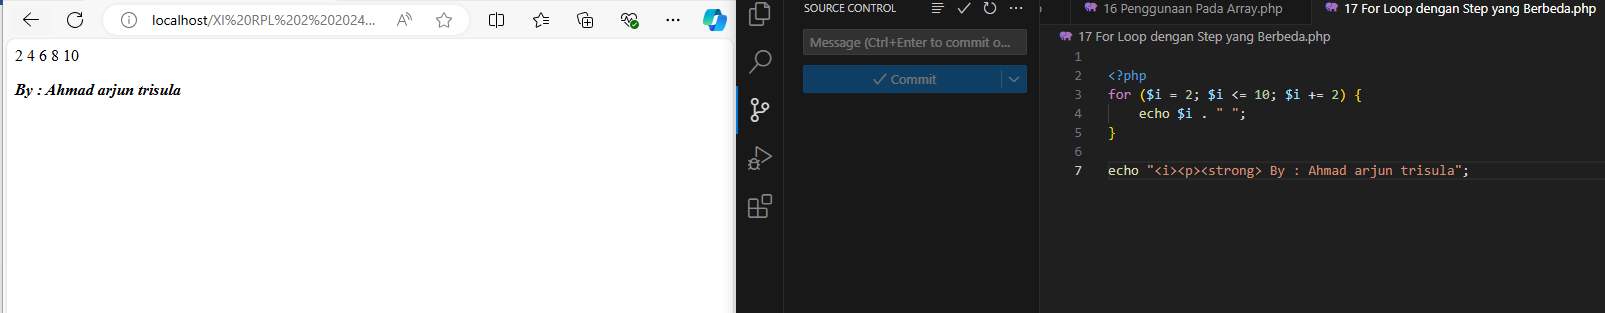 localhost/XI%20RPL%202%202024...
2 4 6 8 10
By : Ahmad arjun trisula
SOURCE CONTROL
Message (Ctrl+Enter to commit o...
Commit
16 Penggunaan Pada Array.php
17 For Loop dengan Step yang Berbeda.php
17 For Loop dengan Step yang Berbeda.php
1
2 <?php
3 for ($i = 2; $i <= 10; $i += 2) {
4 echo $i . " ";
5 }
6
7 echo "<i><p><strong> By : Ahmad arjun trisula";